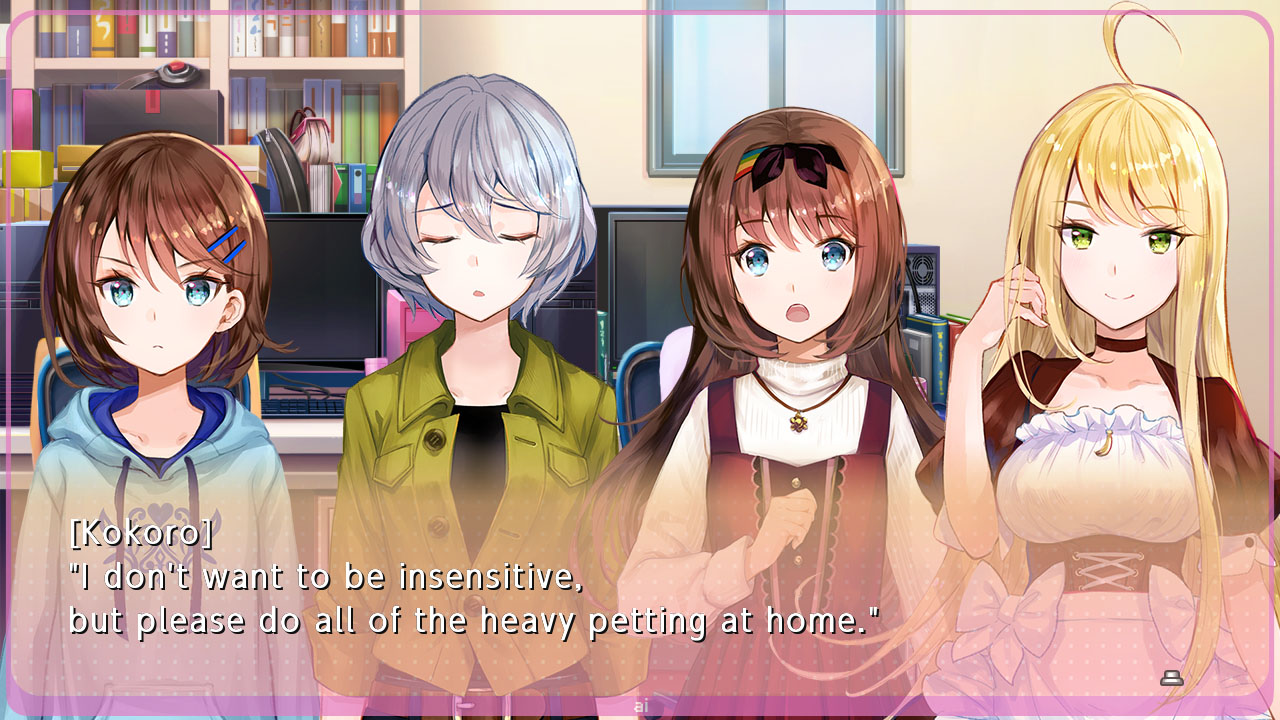 [Kokoro]
"I don't want to be insensitive,
but please do all of the heavy petting at home."
ai